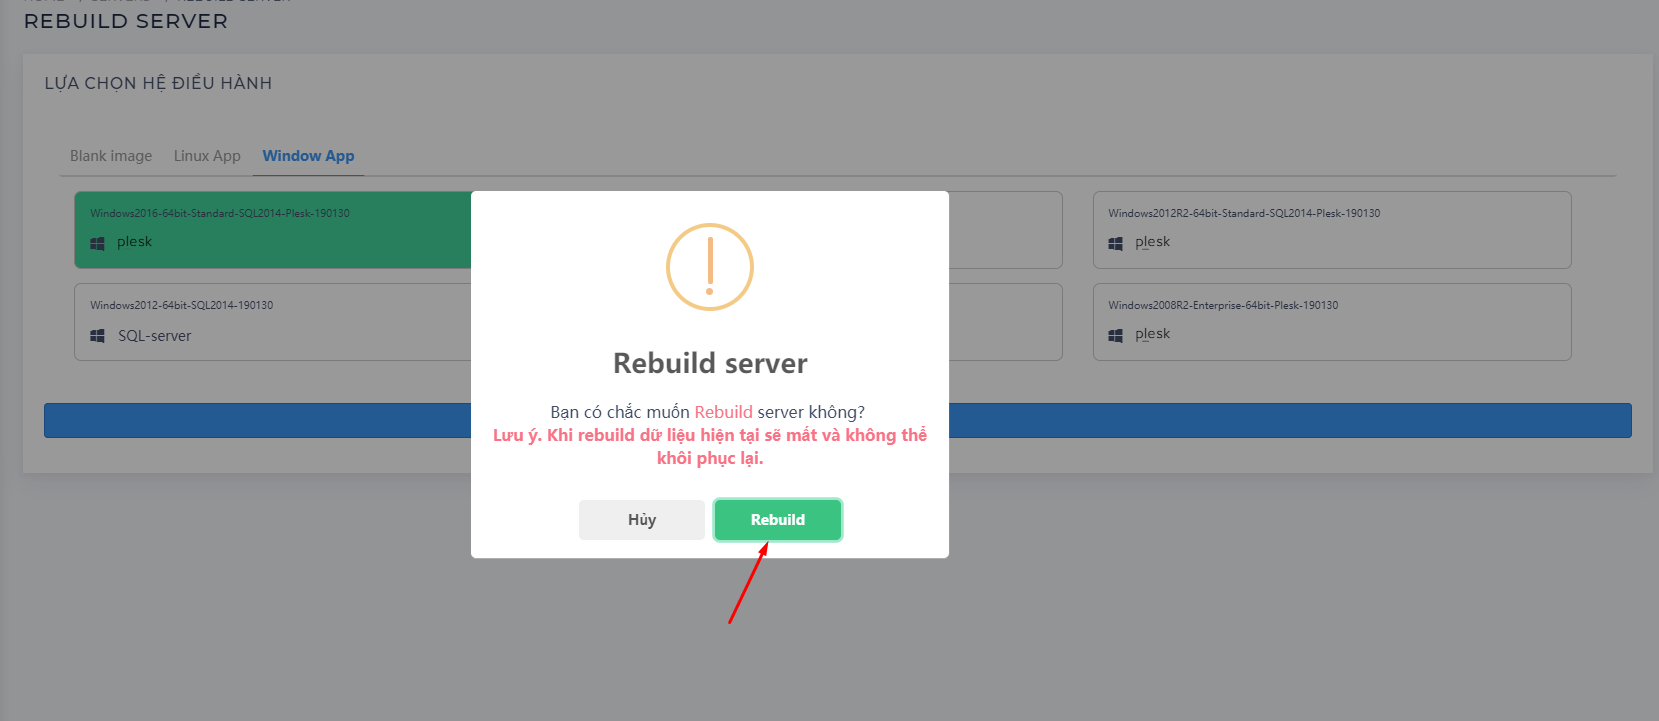 REBUILD SERVER
LỰA CHỌN HỆ ĐIỀU HÀNH
Blank image
Linux App
Window App
Windows2016-64bit-Standard-SQL2014-Plesk-190130
plesk
Windows2012R2-64bit-Standard-SQL2014-Plesk-190130
plesk
Windows2012-64bit-SQL2014-190130
SQL-server
Windows2008R2-Enterprise-64bit-Plesk-190130
plesk
Rebuild server
Bạn có chắc muốn Rebuild server không?
Lưu ý. Khi rebuild dữ liệu hiện tại sẽ mất và không thể
khôi phục lại.
Hủy
Rebuild